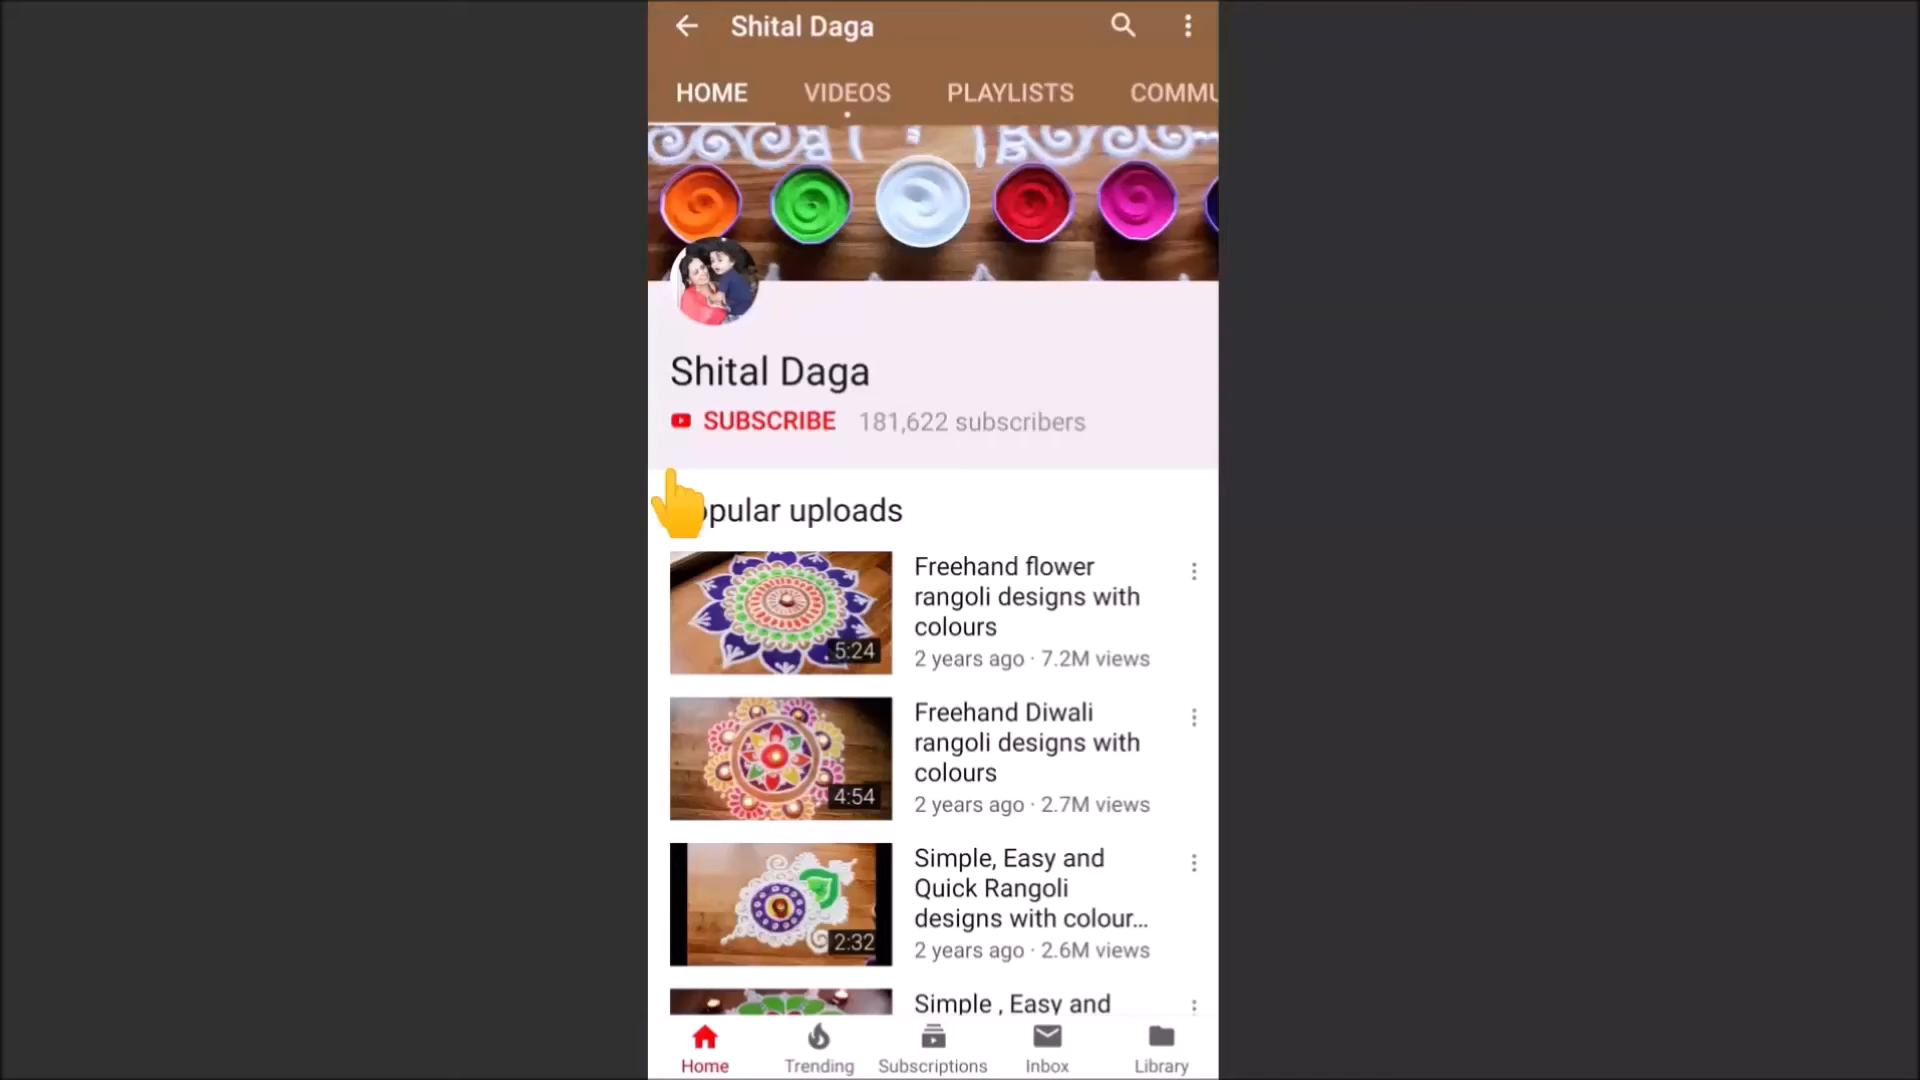 Shital Daga
HOME VIDEOS PLAYLISTS COMMU
Shital Daga
SUBSCRIBE 181,622 subscribers
opular uploads
Freehand flower
rangoli designs with
colours
2 years ago · 7.2M views
5:24
Freehand Diwali
rangoli designs with
colours
2 years ago · 2.7M views
4:54
Simple, Easy and
Quick Rangoli
designs with colour...
2 years ago · 2.6M views
2:32
Simple , Easy and
Home Trending Subscriptions Inbox Library